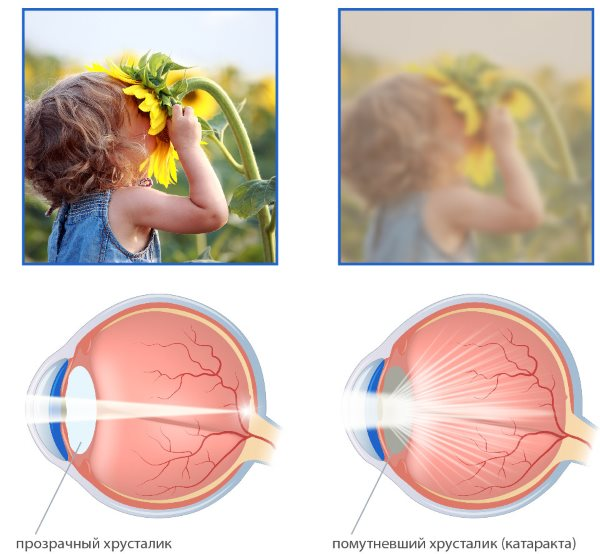 прозрачный хрусталик
помутневший хрусталик (катаракта)